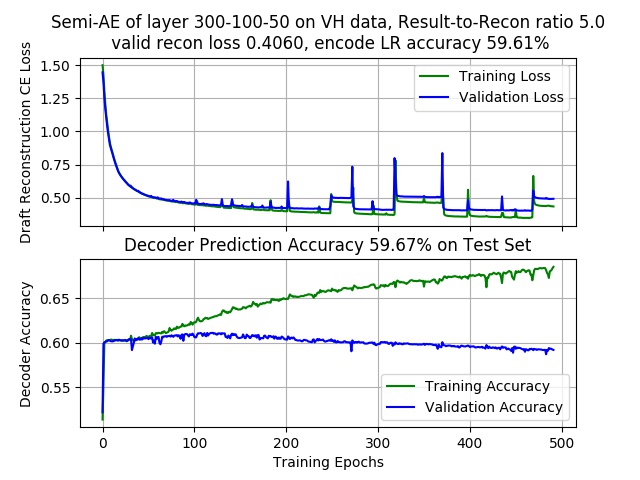 Semi-AE of layer 300-100-50 on VH data, Result-to-Recon ratio 5.0
valid recon loss 0.4060, encode LR accuracy 59.61%
Draft Reconstruction CE Loss
1.50
1.25
1.00
0.75
0.50
Training Loss
Validation Loss
Decoder Prediction Accuracy 59.67% on Test Set
Decoder Accuracy
0.65
0.60
0.55
Training Accuracy
Validation Accuracy
0
100
200
300
400
500
Training Epochs